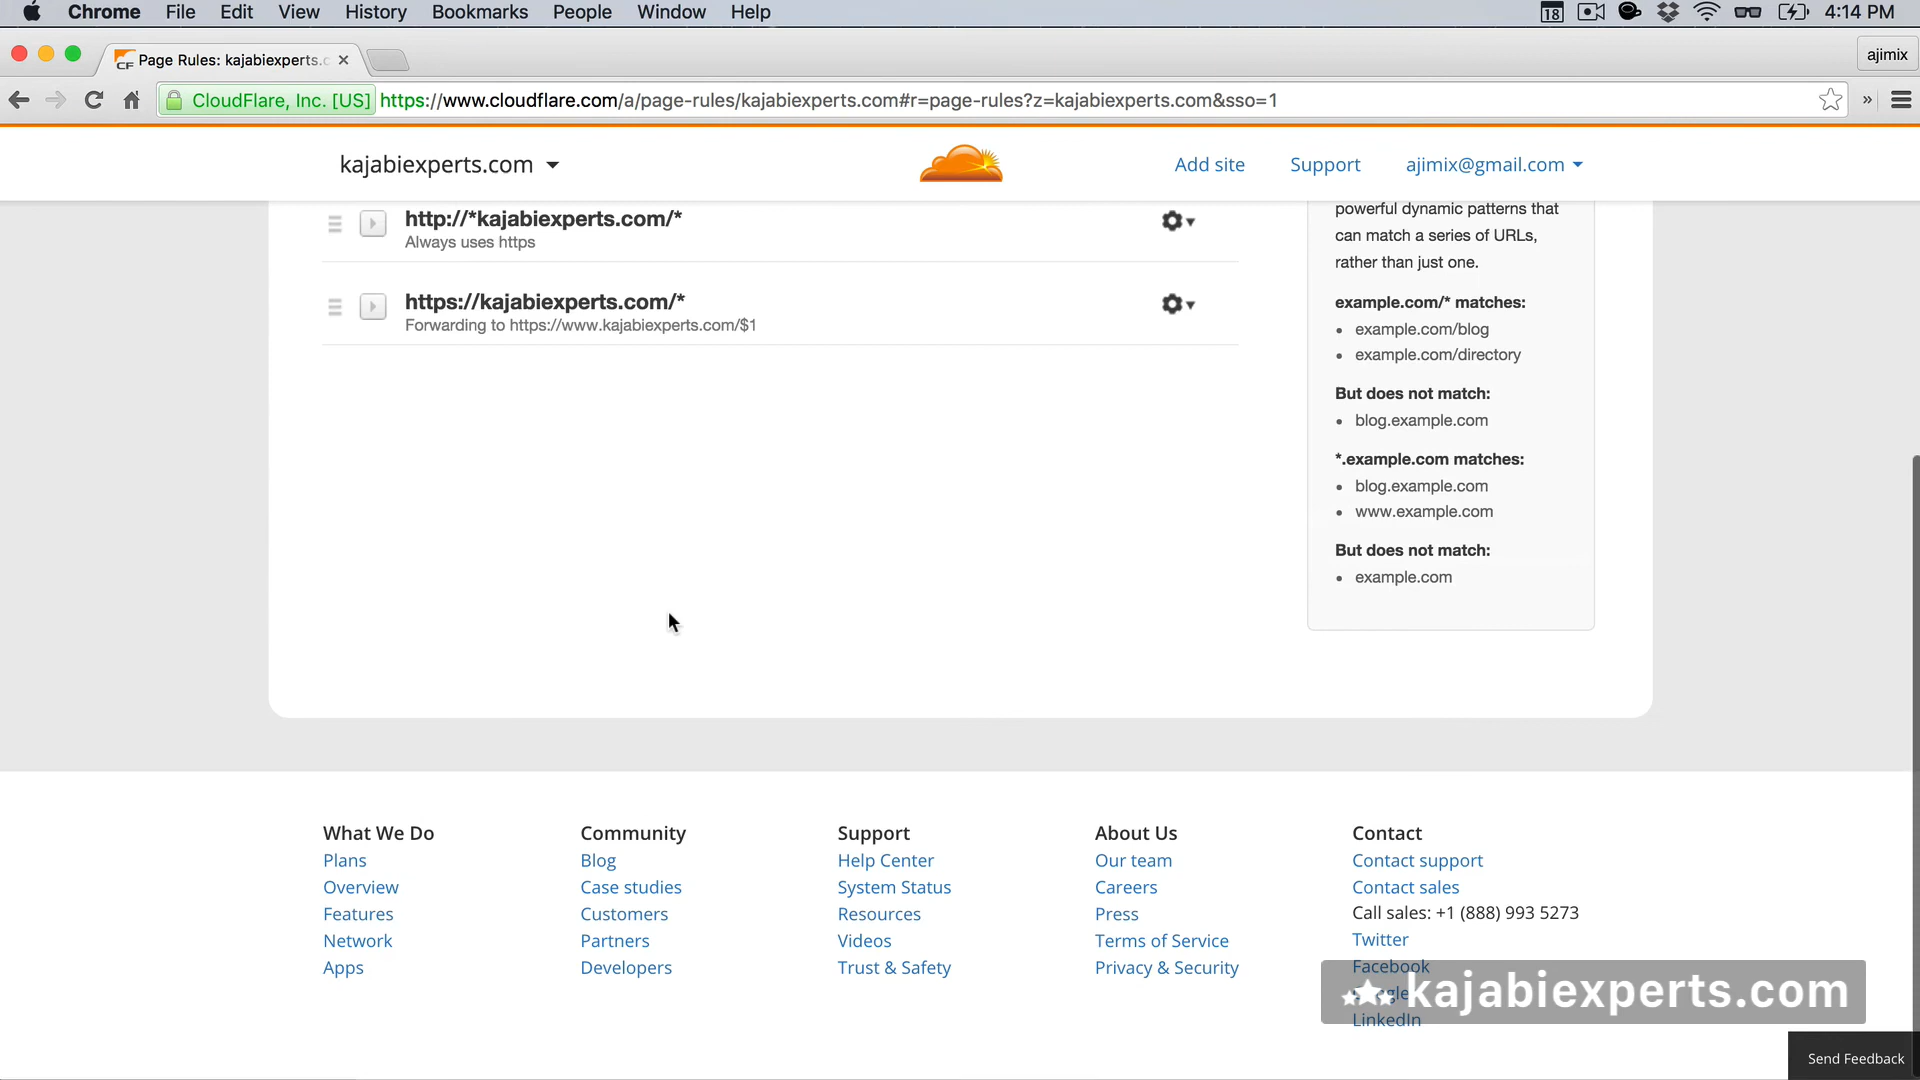 Chrome File Edit View History Bookmarks People Window Help 18 4:14 PM
CF Page Rules: kajabiexperts.c × ajimix
CloudFlare, Inc. [US] https://www.cloudflare.com/a/page-rules/kajabiexperts.com#r=page-rules?z=kajabiexperts.com&sso=1 »
kajabiexperts.com Add site Support ajimix@gmail.com
http://*kajabiexperts.com/*
Always uses https
https://kajabiexperts.com/*
Forwarding to https://www.kajabiexperts.com/$1
powerful dynamic patterns that
can match a series of URLs,
rather than just one.
example.com/* matches:
• example.com/blog
• example.com/directory
But does not match:
• blog.example.com
*.example.com matches:
• blog.example.com
• www.example.com
But does not match:
• example.com
What We Do
Plans
Overview
Features
Network
Apps
Community
Blog
Case studies
Customers
Partners
Developers
Support
Help Center
System Status
Resources
Videos
Trust & Safety
About Us
Our team
Careers
Press
Terms of Service
Privacy & Security
Contact
Contact support
Contact sales
Call sales: +1 (888) 993 5273
Twitter
Facebook
LinkedIn
kajabiexperts.com
Send Feedback